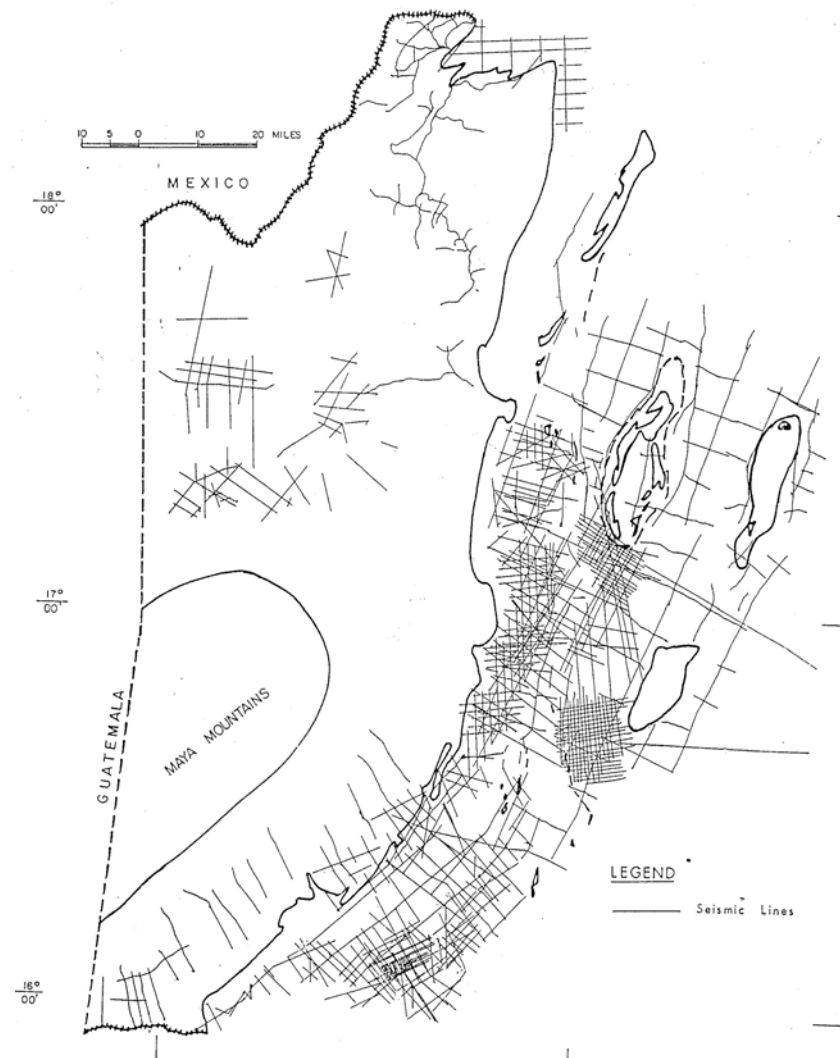 10 5 0 10 20 MILES
MEXICO
18°
00'
17°
00'
GUATEMALA
MAYA MOUNTAINS
LEGEND
Seismic Lines
16°
00'